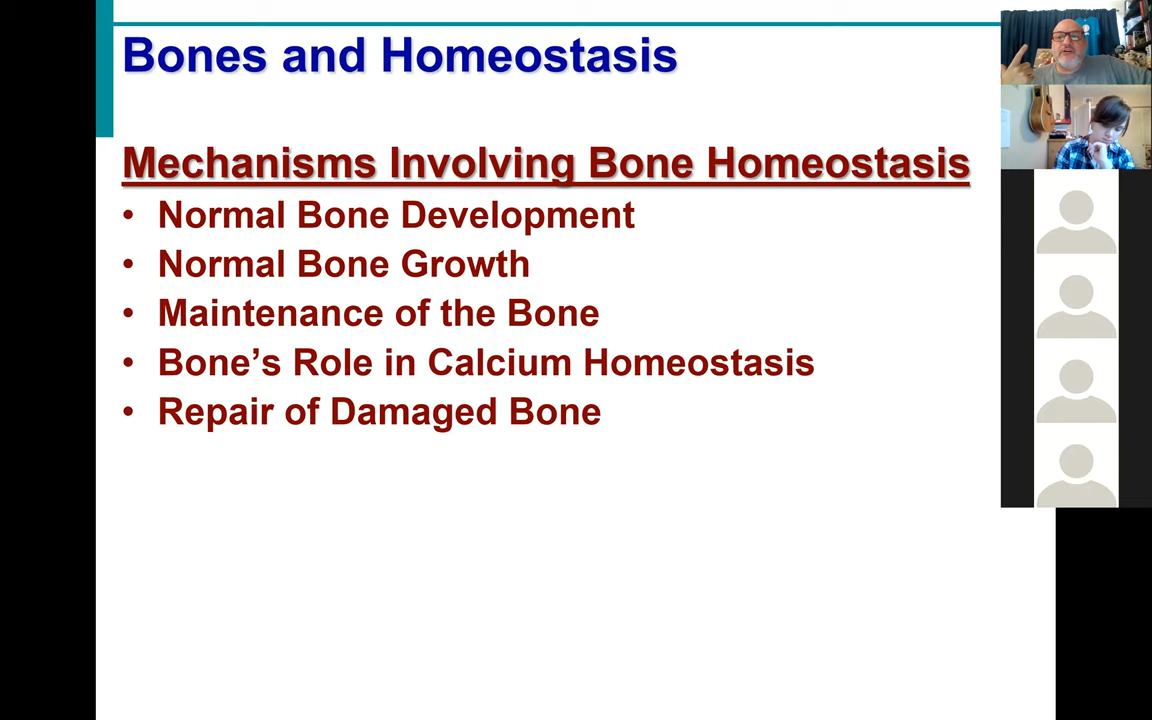 Bones and Homeostasis
Mechanisms Involving Bone Homeostasis
• Normal Bone Development
• Normal Bone Growth
• Maintenance of the Bone
• Bone’s Role in Calcium Homeostasis
• Repair of Damaged Bone